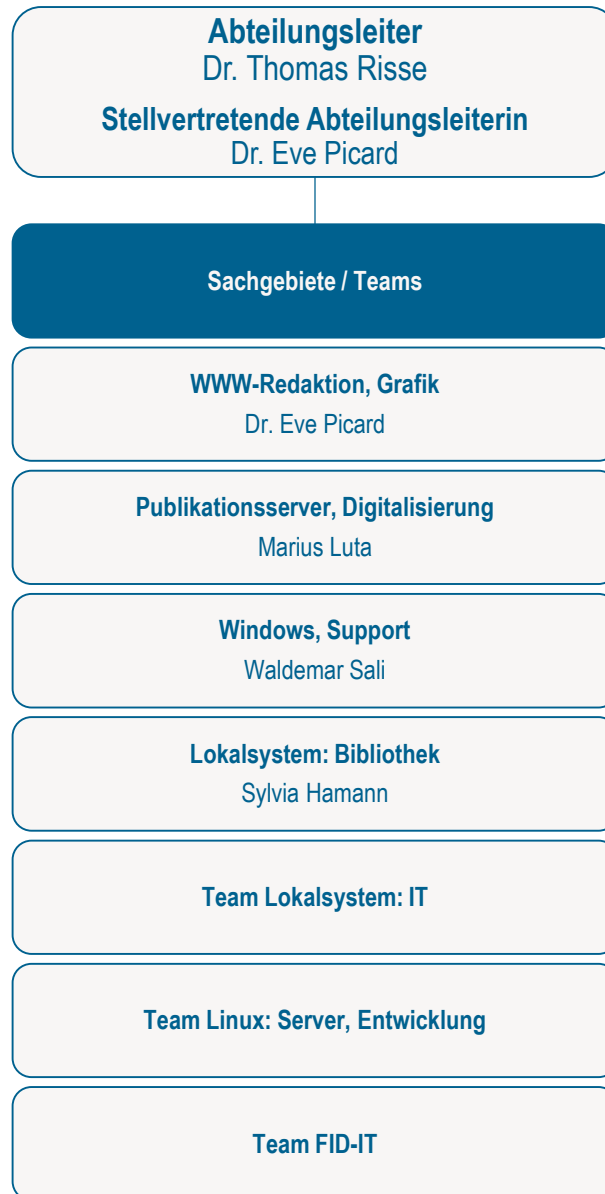 Abteilungsleiter
Dr. Thomas Risse
Stellvertretende Abteilungsleiterin
Dr. Eve Picard
Sachgebiete / Teams
WWW-Redaktion, Grafik
Dr. Eve Picard
Publikationsserver, Digitalisierung
Marius Luta
Windows, Support
Waldemar Sali
Lokalsystem: Bibliothek
Sylvia Hamann
Team Lokalsystem: IT
Team Linux: Server, Entwicklung
Team FID-IT